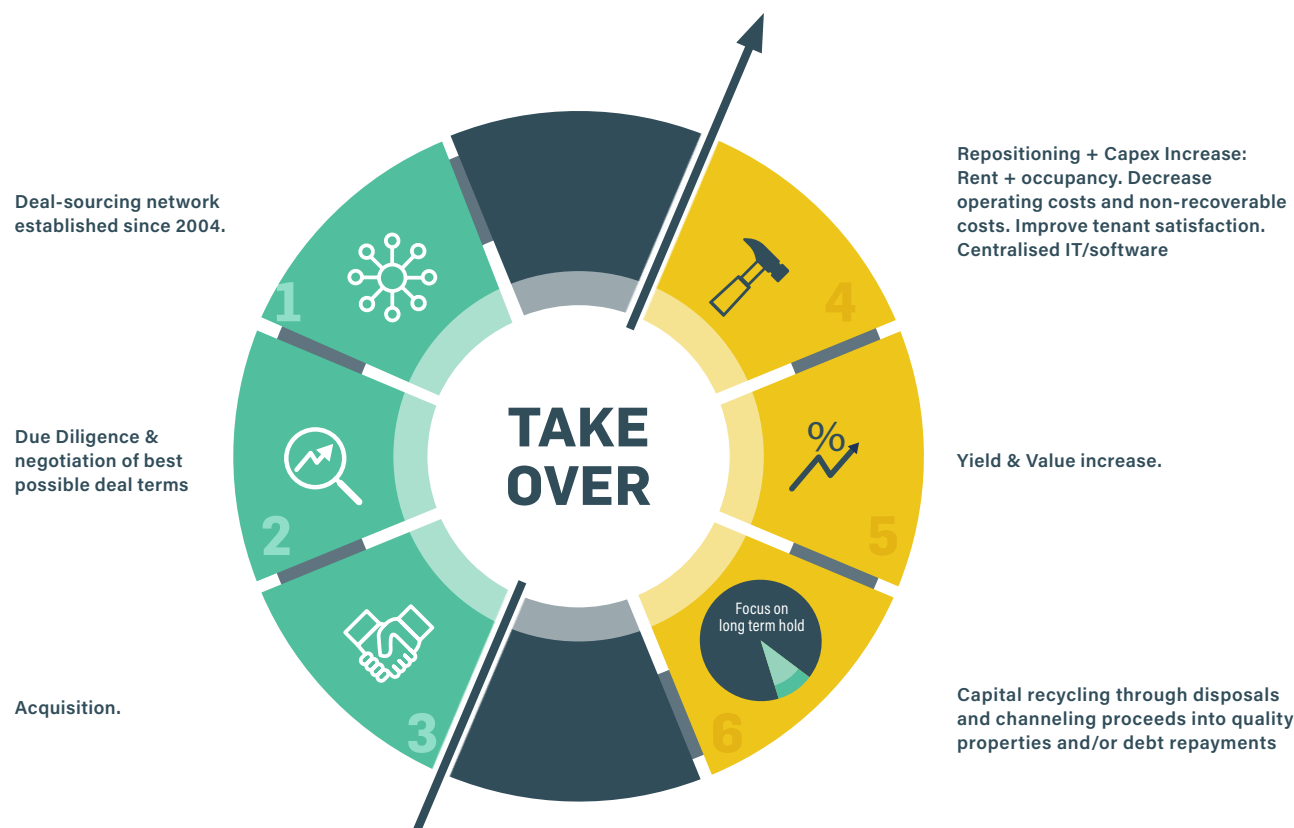 Deal-sourcing network
established since 2004.
1
Due Diligence &
negotiation of best
possible deal terms
2
Acquisition.
3
TAKE
OVER
Repositioning + Capex Increase:
Rent + occupancy. Decrease
operating costs and non-recoverable
costs. Improve tenant satisfaction.
Centralised IT/software
4
%
Yield & Value increase.
5
Focus on
long term hold
6
Capital recycling through disposals
and channeling proceeds into quality
properties and/or debt repayments